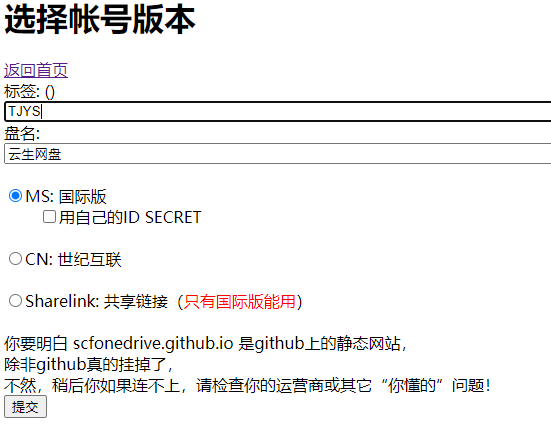 选择帐号版本
返回首页
标签: ()
TJYS
盘名:
云生网盘
MS: 国际版
用自己的ID SECRET
CN: 世纪互联
Sharelink: 共享链接（只有国际版能用）
你要明白 scfonedrive.github.io 是github上的静态网站，
除非github真的挂掉了，
不然，稍后你如果连不上，请检查你的运营商或其它“你懂的”问题！
提交